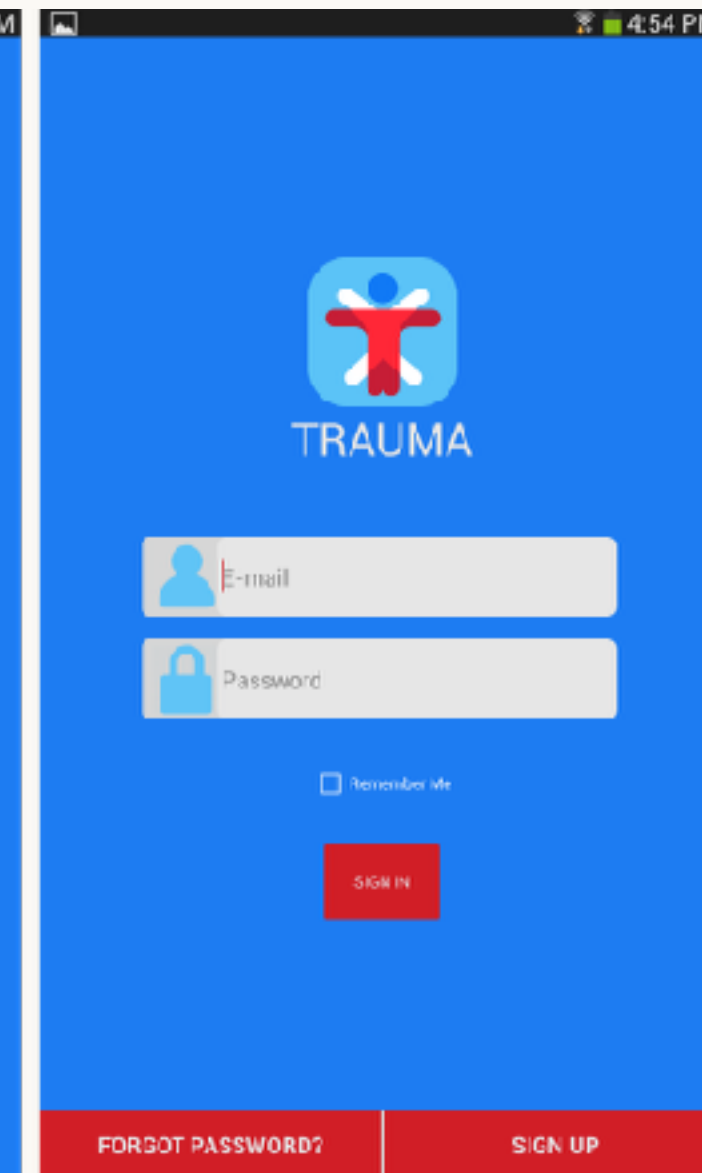 M
4:54 PM
TRAUMA
E-mail
Password
Remember Me
SIGN IN
FORGOT PASSWORD?
SIGN UP